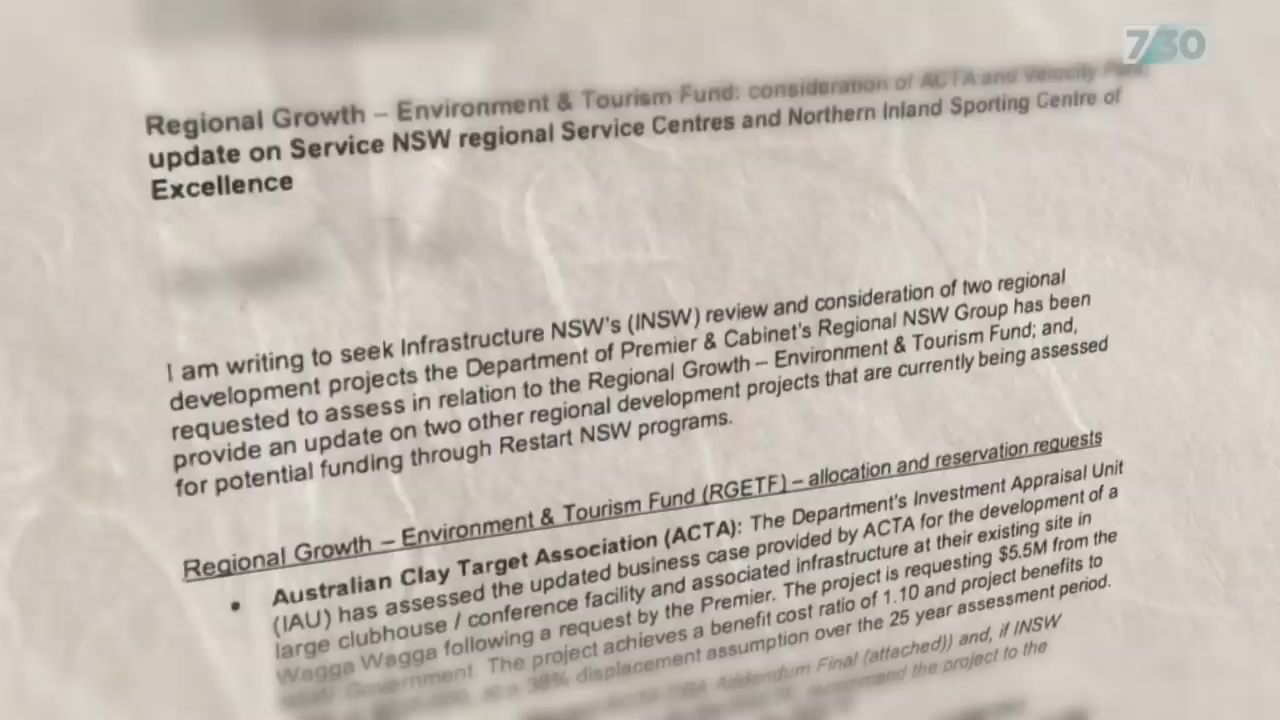 7.30
Regional Growth – Environment & Tourism Fund: consideration of ACTA and Velocity Park;
update on Service NSW regional Service Centres and Northern Inland Sporting Centre of
Excellence
I am writing to seek Infrastructure NSW's (INSW) review and consideration of two regional
development projects the Department of Premier & Cabinet's Regional NSW Group has been
requested to assess in relation to the Regional Growth – Environment & Tourism Fund; and,
provide an update on two other regional development projects that are currently being assessed
for potential funding through Restart NSW programs.
Regional Growth – Environment & Tourism Fund (RGETF) – allocation and reservation requests
• Australian Clay Target Association (ACTA): The Department's Investment Appraisal Unit
(IAU) has assessed the updated business case provided by ACTA for the development of a
large clubhouse / conference facility and associated infrastructure at their existing site in
Wagga Wagga following a request by the Premier. The project is requesting $5.5M from the
Government. The project achieves a benefit cost ratio of 1.10 and project benefits to
at a 38% displacement assumption over the 25 year assessment period.
Addendum Final (attached)) and, if INSW
recommend the project to the